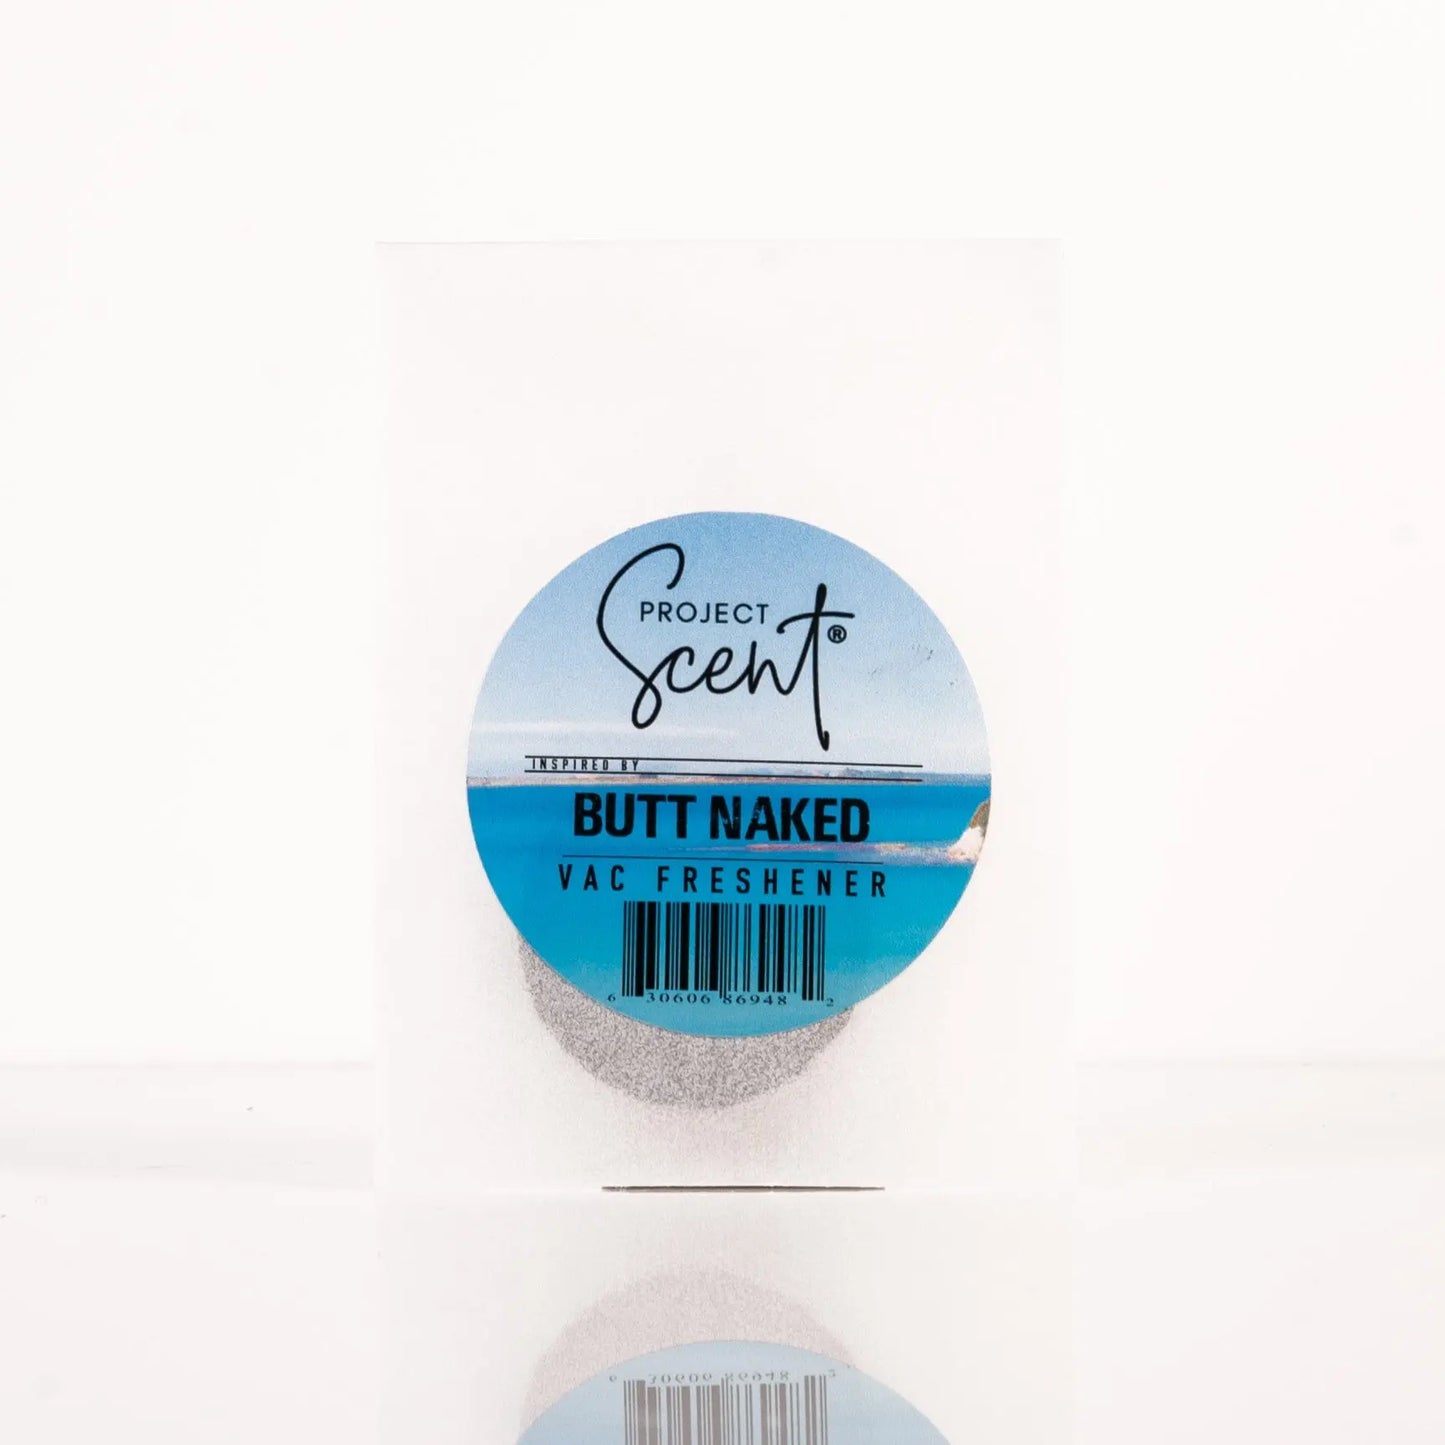 PROJECT
Scent®
INSPIRED BY
BUTT NAKED
VAC FRESHENER
6 30606 86948 2